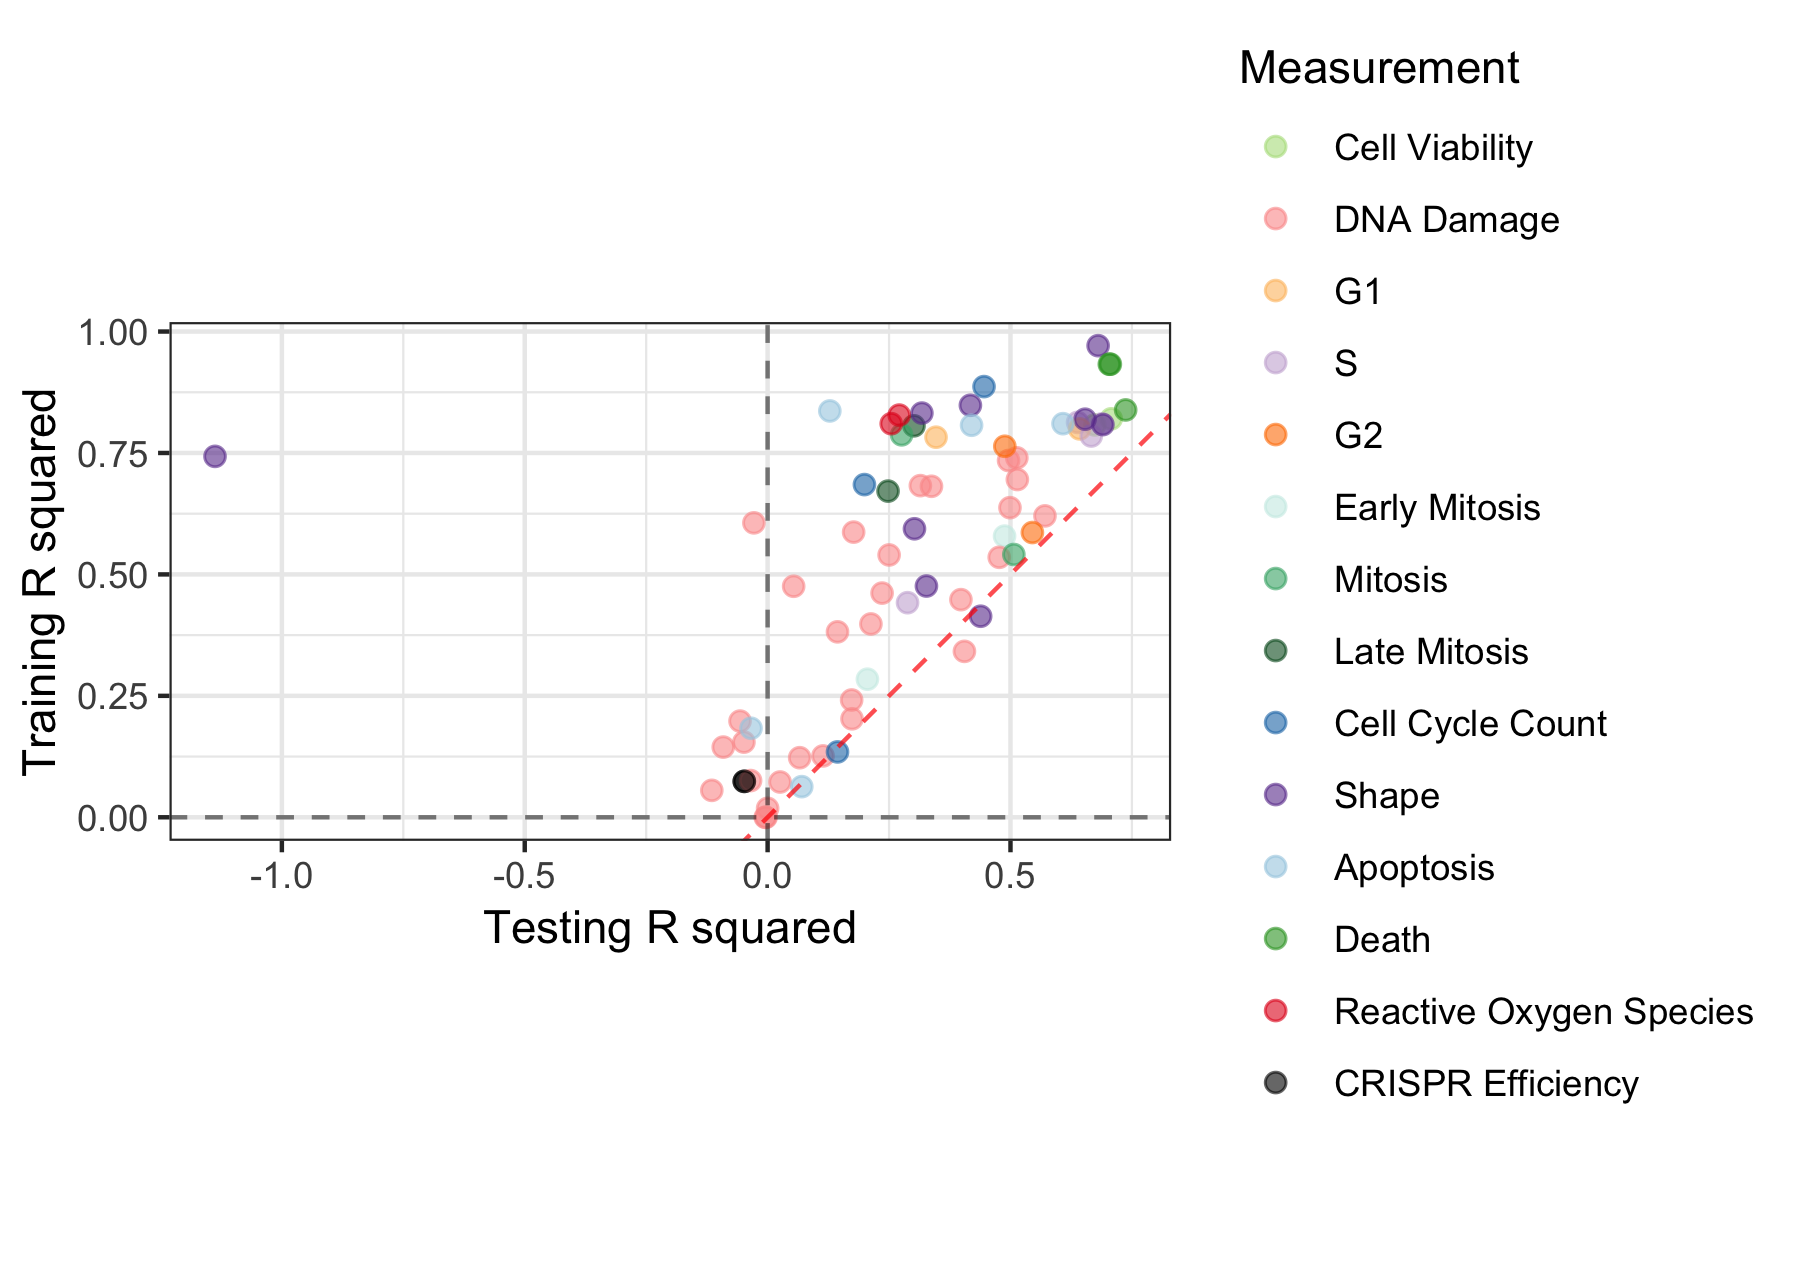 Measurement
Cell Viability
DNA Damage
G1
S
G2
Early Mitosis
Mitosis
Late Mitosis
Cell Cycle Count
Shape
Apoptosis
Death
Reactive Oxygen Species
CRISPR Efficiency
Training R squared
1.00
0.75
0.50
0.25
0.00
-1.0 -0.5 0.0 0.5
Testing R squared